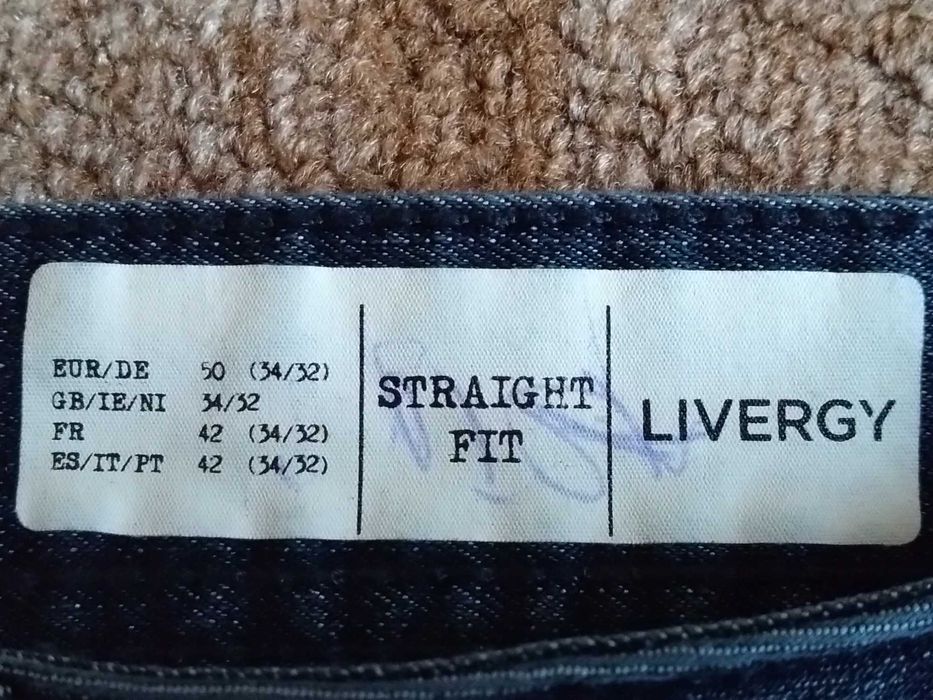 EUR/DE 50 (34/32)
GB/IE/NI 34/32
FR 42 (34/32)
ES/IT/PT 42 (34/32)
STRAIGHT
FIT
LIVERGY